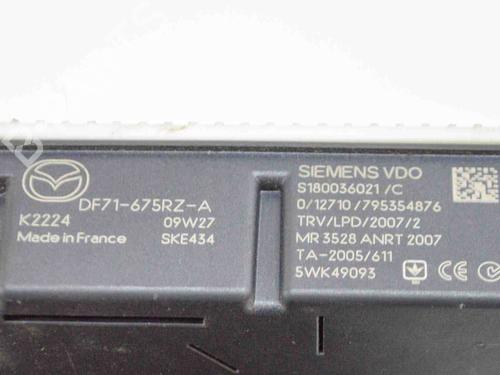 DF71-675RZ-A
K2224 09W27
Made in France SKE434
SIEMENS VDO
S180036021 /C
0/12710 /795354876
TRV/LPD/2007/2
MR 3528 ANRT 2007
TA-2005/611
5WK49093
CE